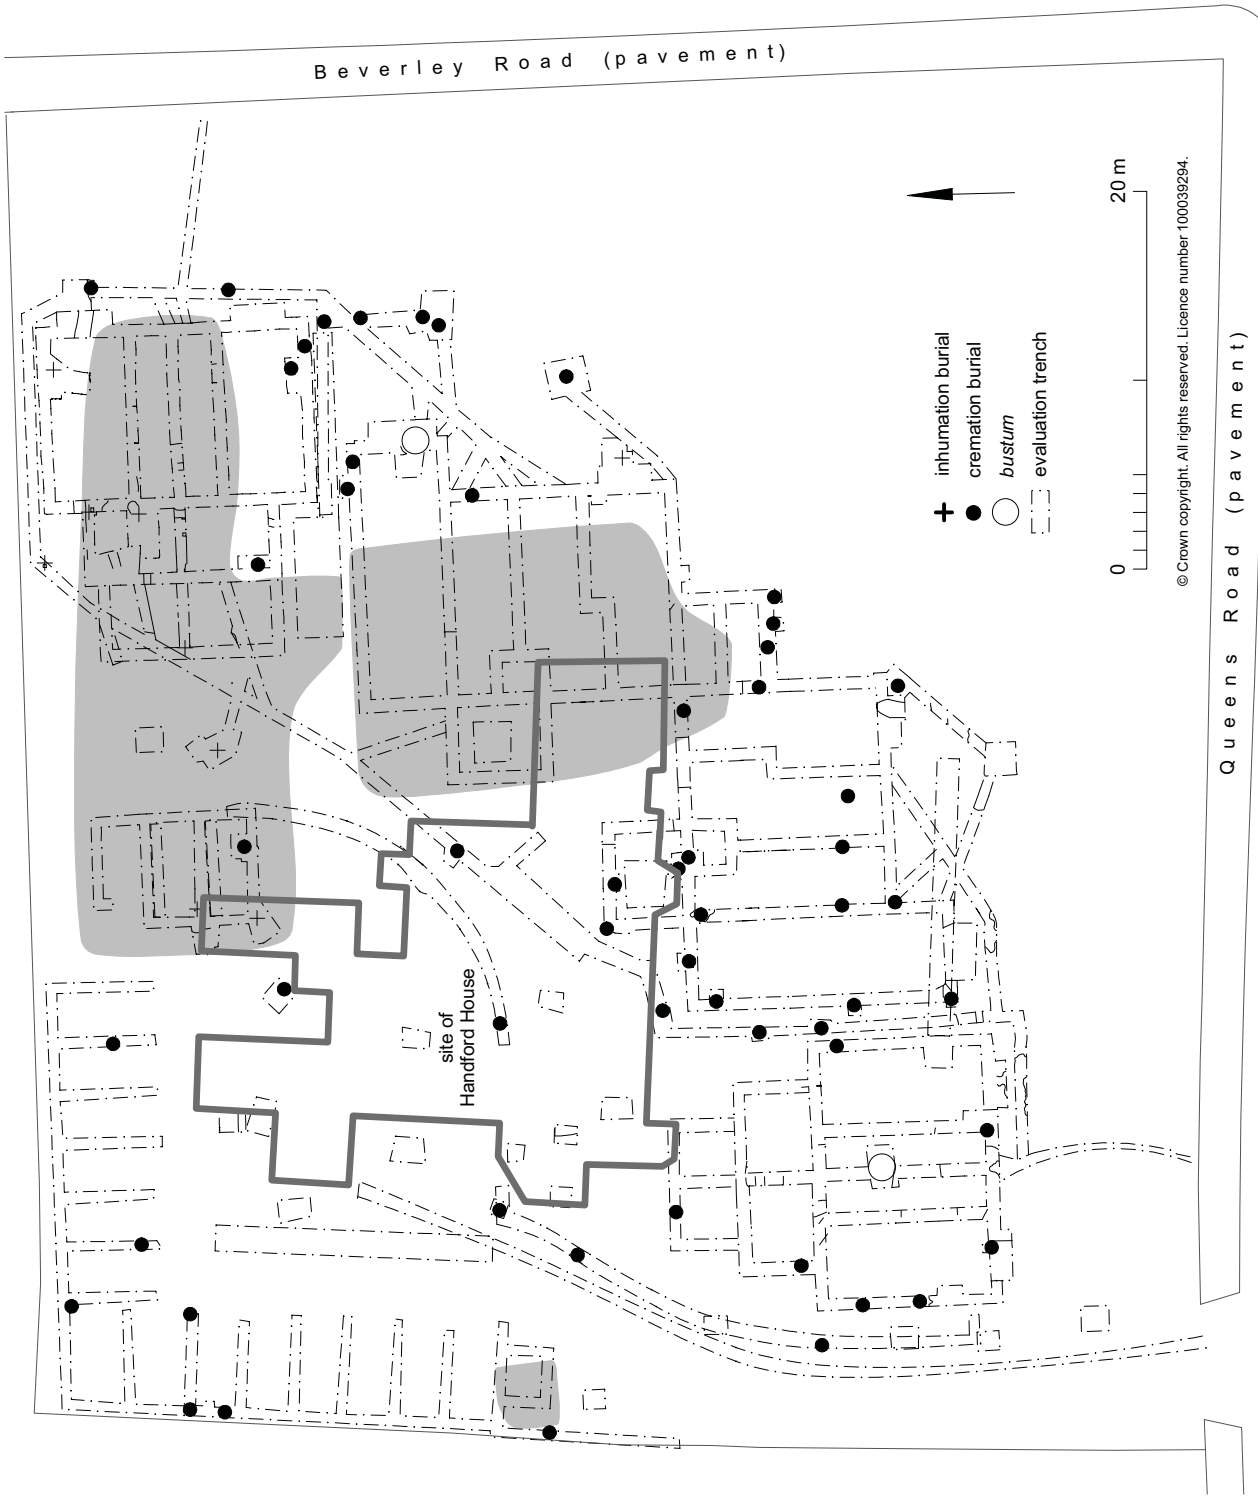 Beverley Road (pavement)
site of
Handford House
inhumation burial
cremation burial
bustum
evaluation trench
0
20 m
© Crown copyright. All rights reserved. Licence number 100039294.
Queens Road (pavement)